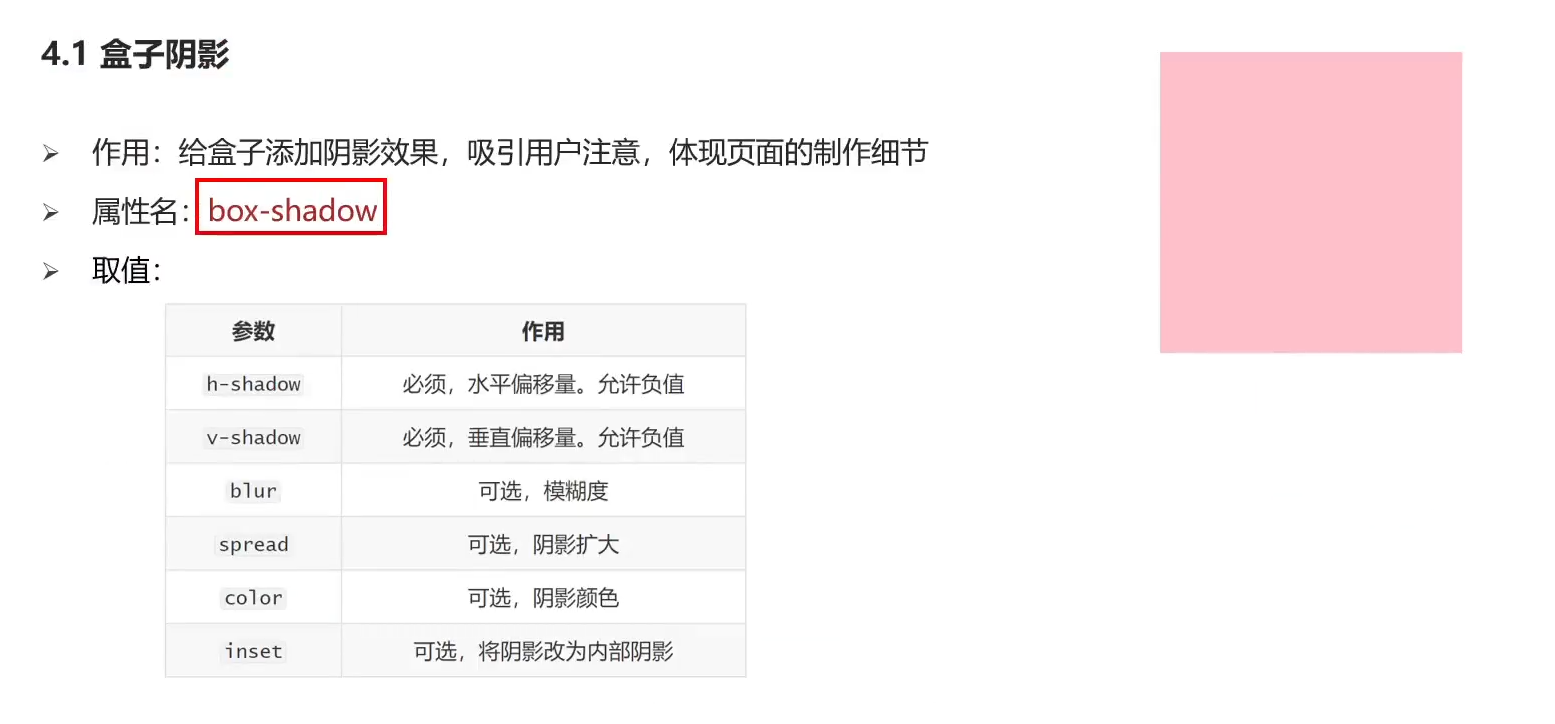 4.1 盒子阴影
作用：给盒子添加阴影效果，吸引用户注意，体现页面的制作细节
属性名：box-shadow
取值：
参数 作用
h-shadow 必须，水平偏移量。允许负值
v-shadow 必须，垂直偏移量。允许负值
blur 可选，模糊度
spread 可选，阴影扩大
color 可选，阴影颜色
inset 可选，将阴影改为内部阴影